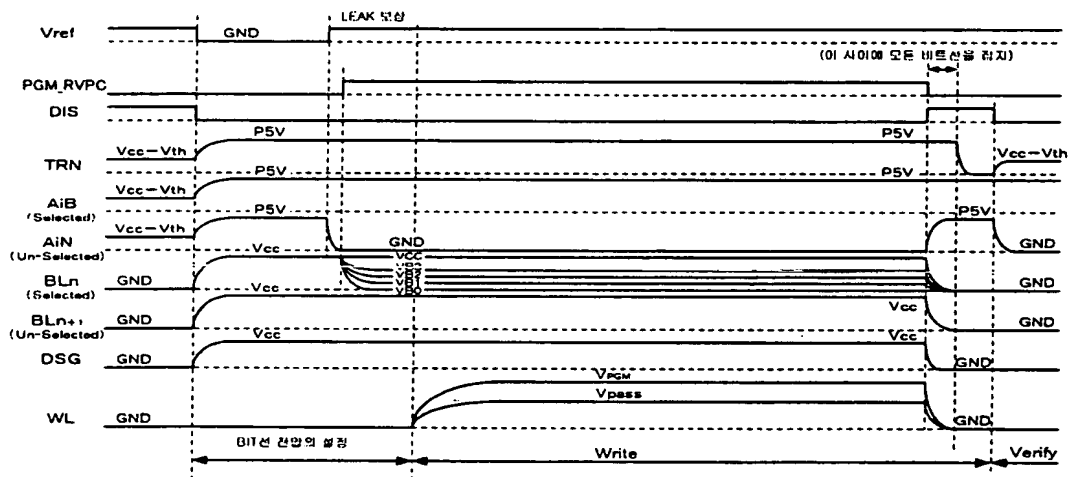 LEAK 보상
Vref GND
(이 사이에 모든 비트선을 접지)
PGM_RVPC
DIS
P5V P5V
Vcc-Vth Vcc-Vth
TRN
P5V
Vcc-Vth
AiB
(Selected)
P5V P5V
Vcc-Vth
AiN GND GND
(Un-Selected)
Vcc VCC
VB2
VB1
VB0
BLn GND GND
(Selected)
Vcc Vcc
BLn+1 GND GND
(Un-Selected)
Vcc Vcc
DSG GND GND
VPGM
Vpass
WL GND GND
BIT선 전압의 설정 Write Verify